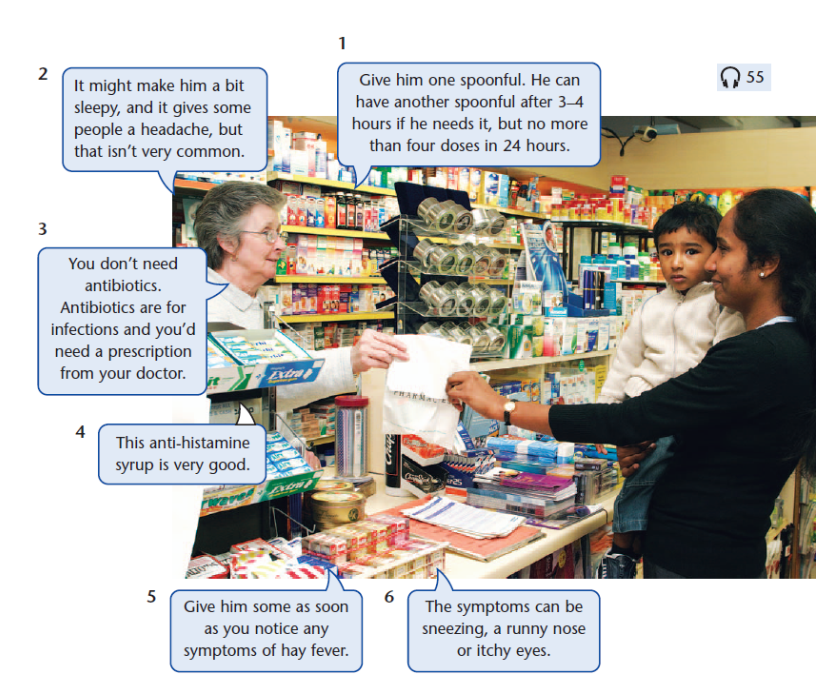 1
Give him one spoonful. He can
have another spoonful after 3–4
hours if he needs it, but no more
than four doses in 24 hours.
2
It might make him a bit
sleepy, and it gives some
people a headache, but
that isn’t very common.
55
3
You don’t need
antibiotics.
Antibiotics are for
infections and you’d
need a prescription
from your doctor.
Extra
PHARMACY
4
This anti-histamine
syrup is very good.
Extra
5
Give him some as soon
as you notice any
symptoms of hay fever.
6
The symptoms can be
sneezing, a runny nose
or itchy eyes.